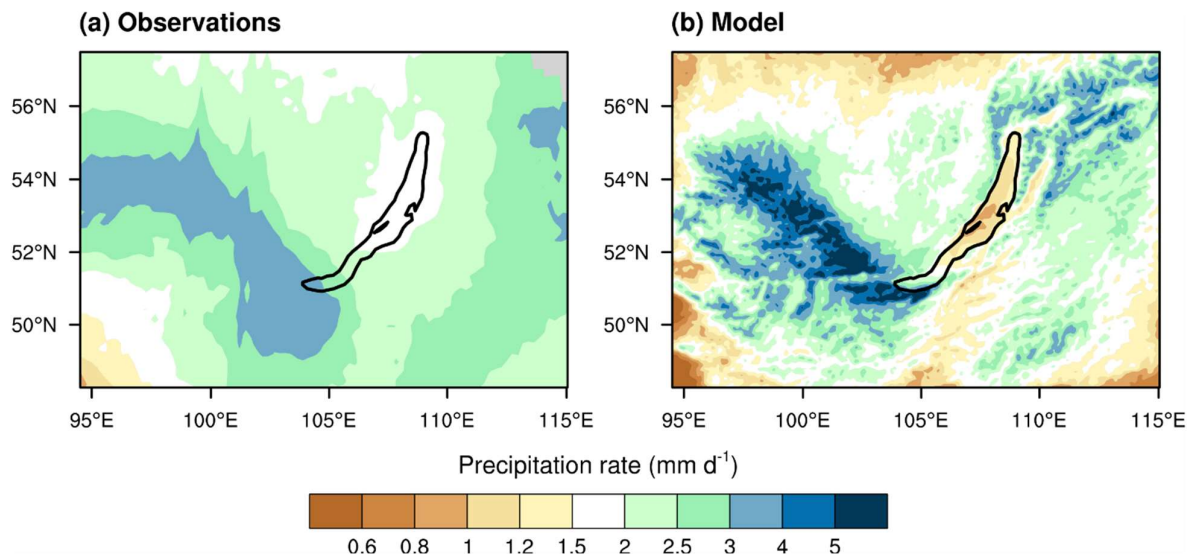 (a) Observations
(b) Model
56°N
54°N
52°N
50°N
95°E 100°E 105°E 110°E 115°E
56°N
54°N
52°N
50°N
95°E 100°E 105°E 110°E 115°E
Precipitation rate (mm d⁻¹)
0.6 0.8 1 1.2 1.5 2 2.5 3 4 5